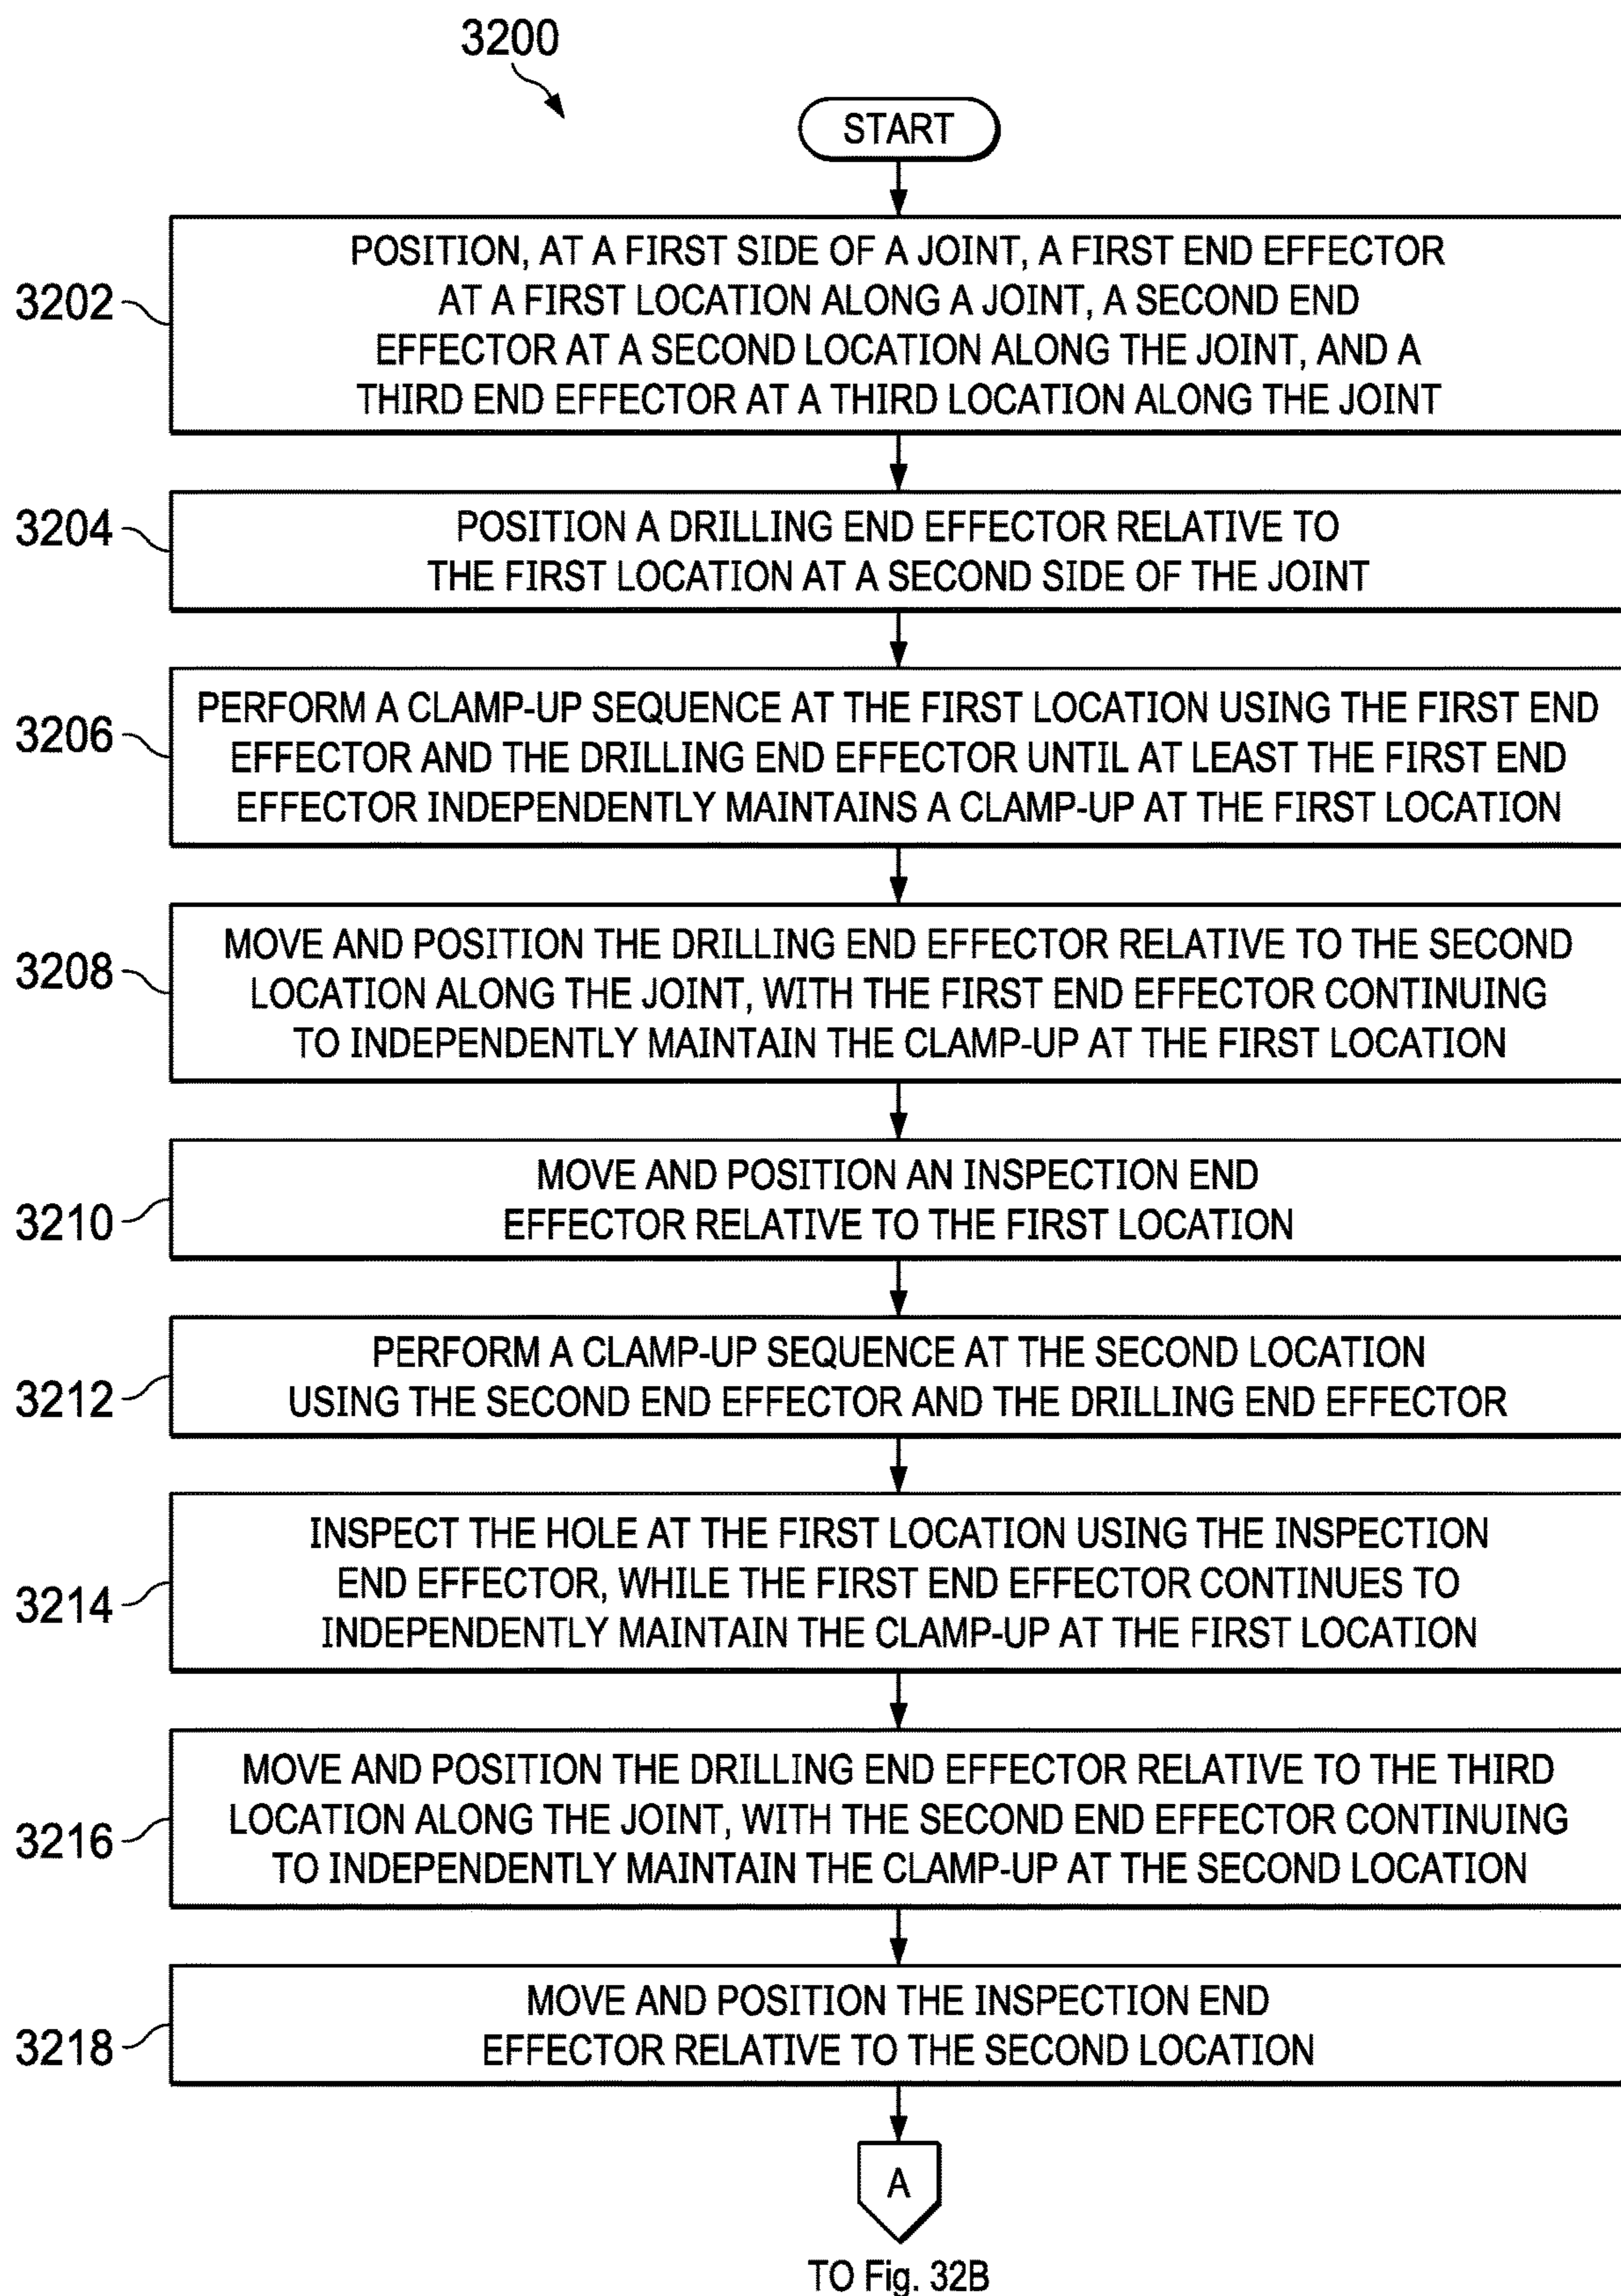 3200
START
3202
POSITION, AT A FIRST SIDE OF A JOINT, A FIRST END EFFECTOR
AT A FIRST LOCATION ALONG A JOINT, A SECOND END
EFFECTOR AT A SECOND LOCATION ALONG THE JOINT, AND A
THIRD END EFFECTOR AT A THIRD LOCATION ALONG THE JOINT
3204
POSITION A DRILLING END EFFECTOR RELATIVE TO
THE FIRST LOCATION AT A SECOND SIDE OF THE JOINT
3206
PERFORM A CLAMP-UP SEQUENCE AT THE FIRST LOCATION USING THE FIRST END
EFFECTOR AND THE DRILLING END EFFECTOR UNTIL AT LEAST THE FIRST END
EFFECTOR INDEPENDENTLY MAINTAINS A CLAMP-UP AT THE FIRST LOCATION
3208
MOVE AND POSITION THE DRILLING END EFFECTOR RELATIVE TO THE SECOND
LOCATION ALONG THE JOINT, WITH THE FIRST END EFFECTOR CONTINUING
TO INDEPENDENTLY MAINTAIN THE CLAMP-UP AT THE FIRST LOCATION
3210
MOVE AND POSITION AN INSPECTION END
EFFECTOR RELATIVE TO THE FIRST LOCATION
3212
PERFORM A CLAMP-UP SEQUENCE AT THE SECOND LOCATION
USING THE SECOND END EFFECTOR AND THE DRILLING END EFFECTOR
3214
INSPECT THE HOLE AT THE FIRST LOCATION USING THE INSPECTION
END EFFECTOR, WHILE THE FIRST END EFFECTOR CONTINUES TO
INDEPENDENTLY MAINTAIN THE CLAMP-UP AT THE FIRST LOCATION
3216
MOVE AND POSITION THE DRILLING END EFFECTOR RELATIVE TO THE THIRD
LOCATION ALONG THE JOINT, WITH THE SECOND END EFFECTOR CONTINUING
TO INDEPENDENTLY MAINTAIN THE CLAMP-UP AT THE SECOND LOCATION
3218
MOVE AND POSITION THE INSPECTION END
EFFECTOR RELATIVE TO THE SECOND LOCATION
A
TO Fig. 32B